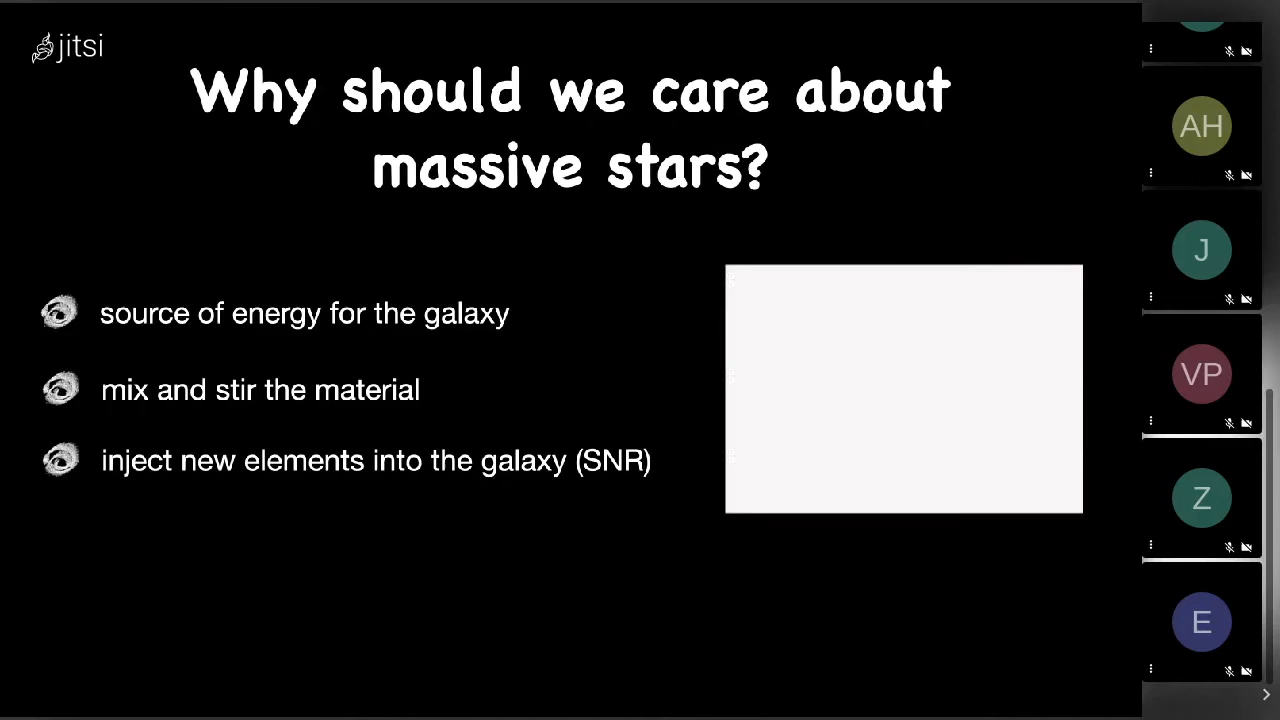 jitsi
Why should we care about
massive stars?
source of energy for the galaxy
mix and stir the material
inject new elements into the galaxy (SNR)
AH
J
VP
Z
E